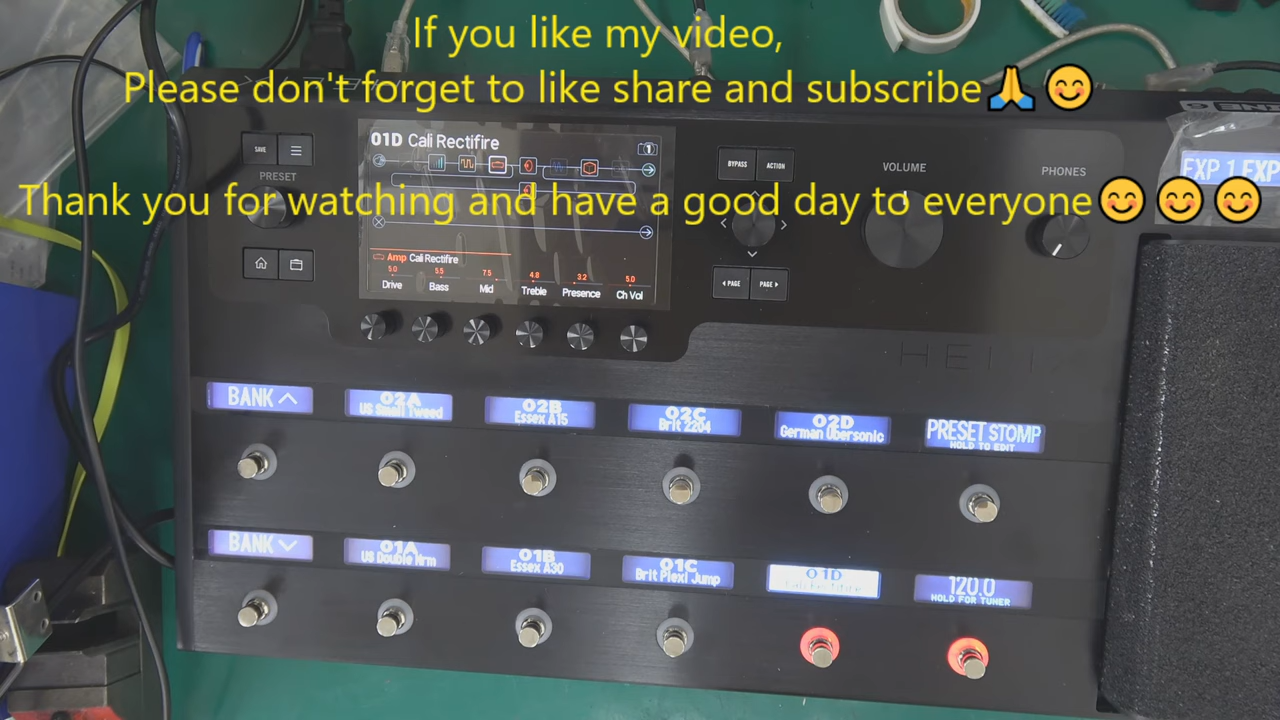 If you like my video,
Please don't forget to like share and subscribe🙏😊
Thank you for watching and have a good day to everyone😊😊😊
01D Cali Rectifire
1
SAVE
PRESET
BYPASS
ACTION
VOLUME
PHONES
EXP 1 EXP
Amp Cali Rectifire
5.0 5.5 7.5 4.8 3.2 5.0
Drive Bass Mid Treble Presence Ch Vol
PAGE
PAGE
BANK
02A
US Small Tweed
02B
Essex A15
02C
Brit 2204
02D
German Ubersonic
PRESET STOMP
HOLD TO EDIT
BANK
01A
US Double Nrm
01B
Essex A30
01C
Brit Plexi Jump
01D
120.0
HOLD FOR TUNER